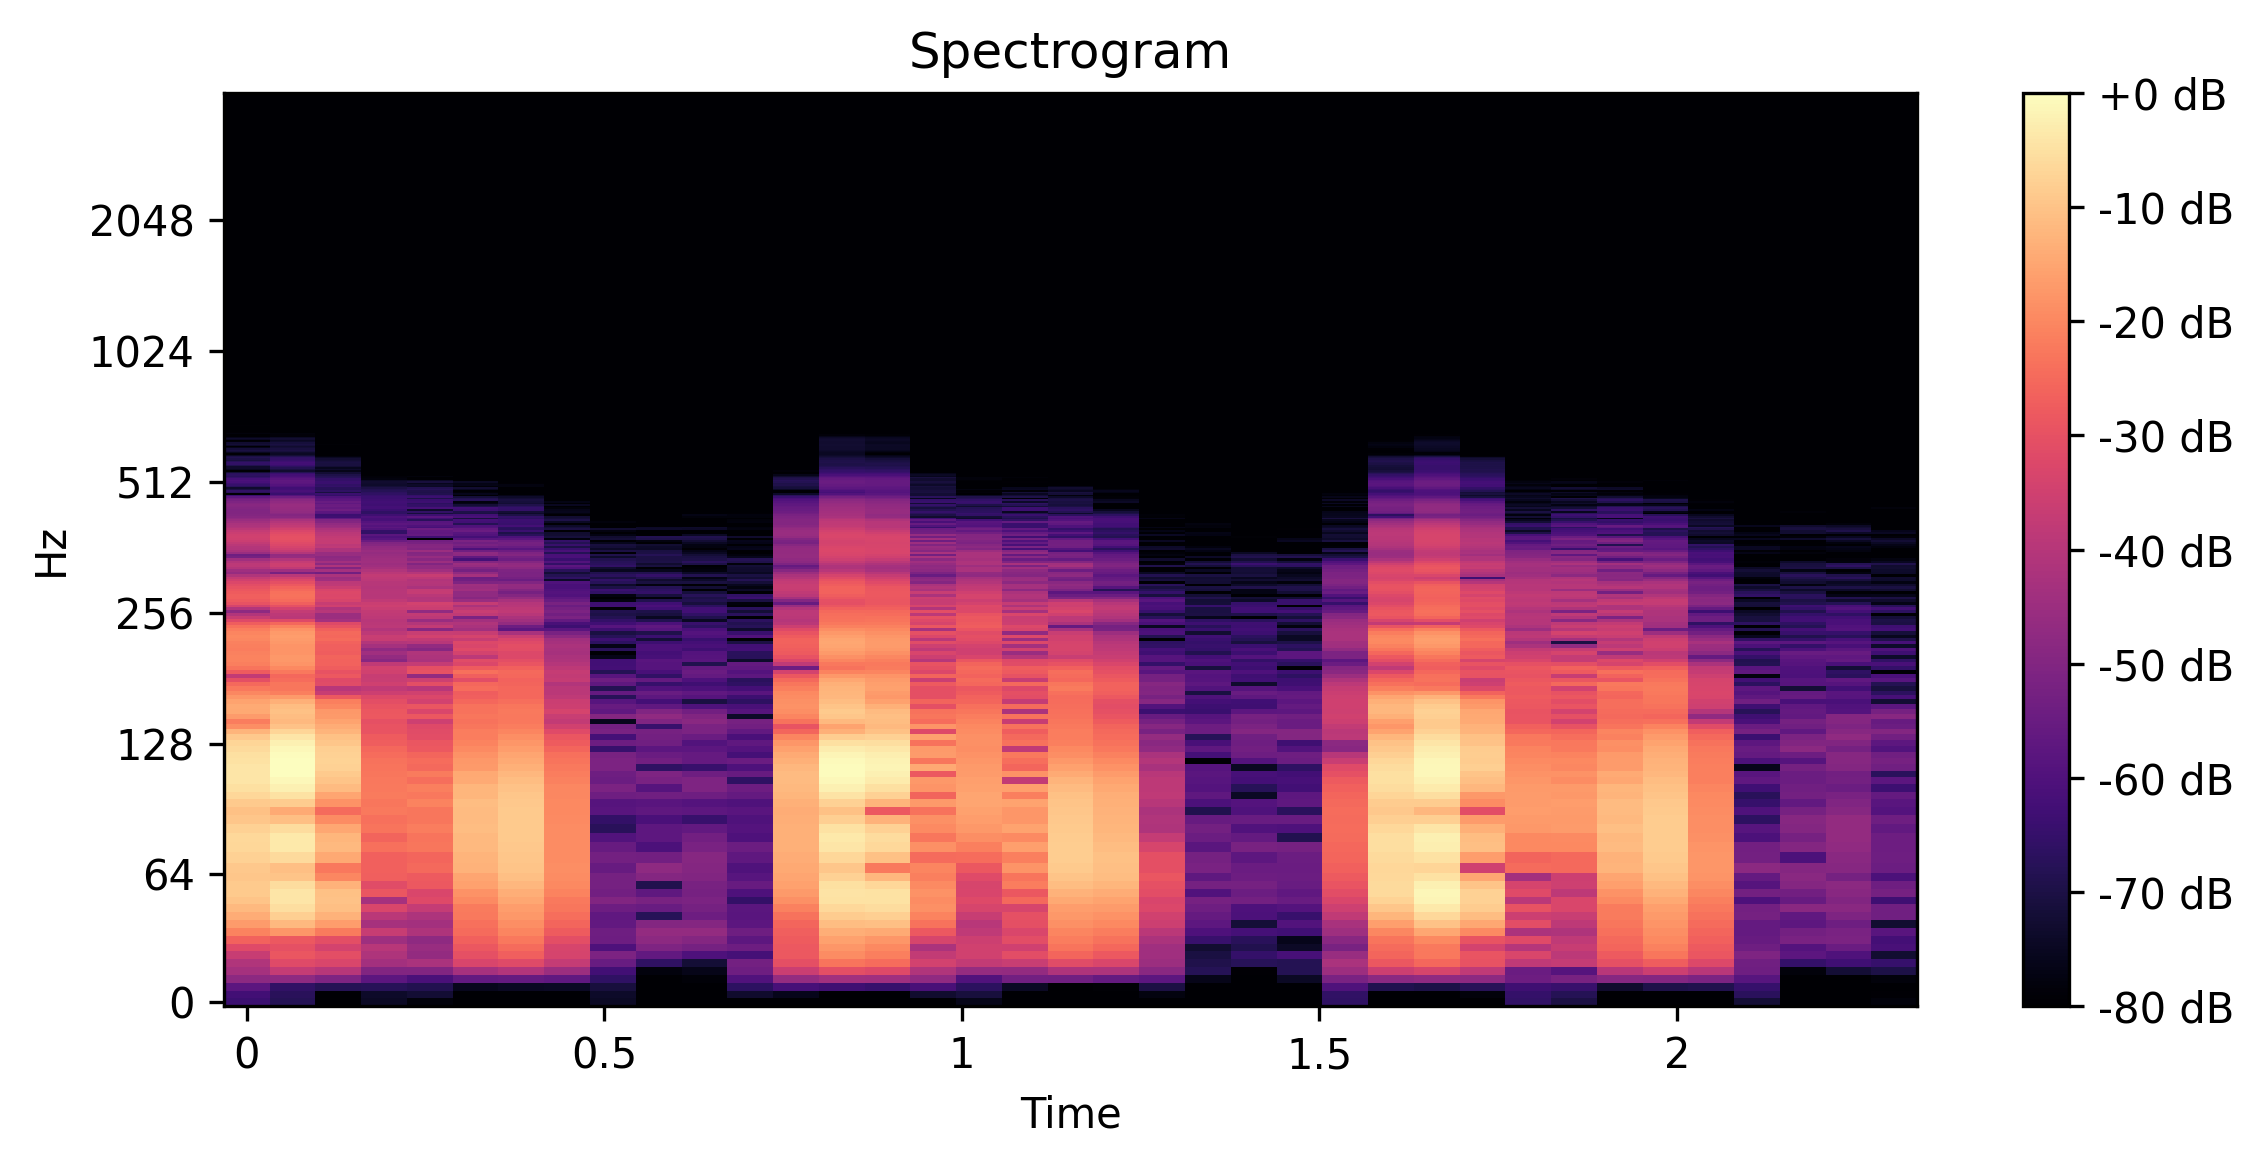 Spectrogram
+0 dB
-10 dB
-20 dB
-30 dB
-40 dB
-50 dB
-60 dB
-70 dB
-80 dB
Hz
2048
1024
512
256
128
64
0
0 0.5 1 1.5 2
Time